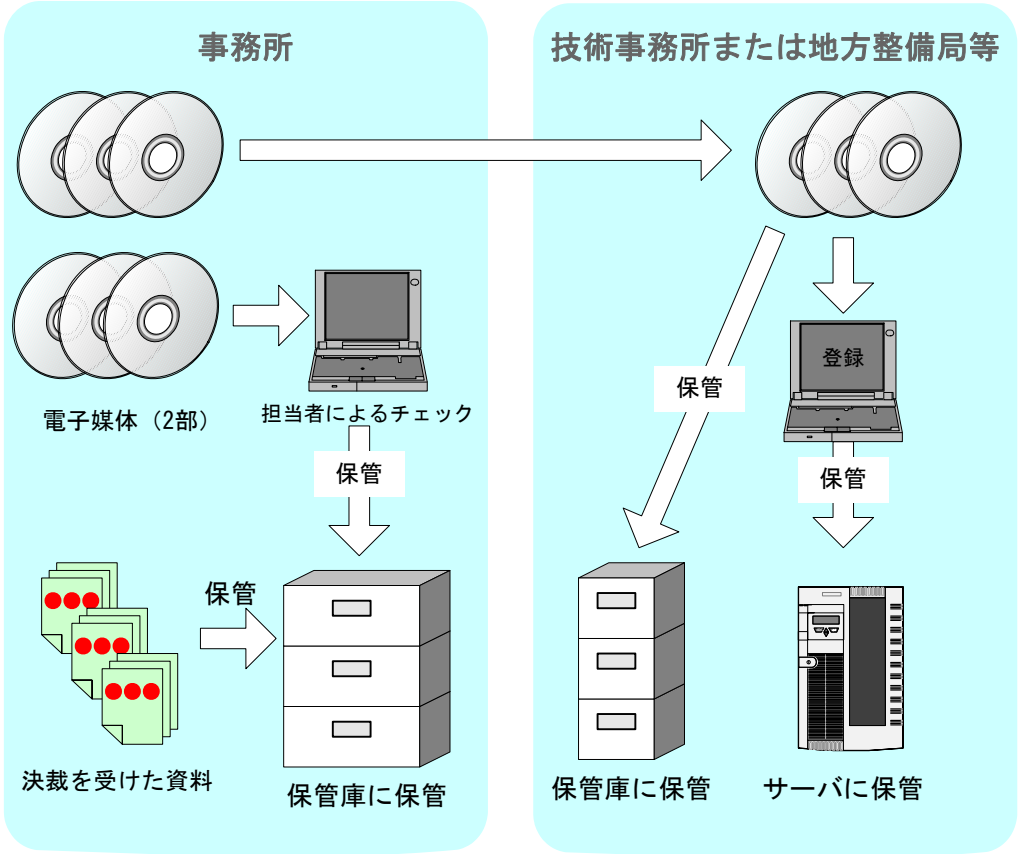 事務所
電子媒体（2部）
担当者によるチェック
保管
保管
決裁を受けた資料
保管庫に保管
技術事務所または地方整備局等
登録
保管
保管
保管庫に保管
サーバに保管